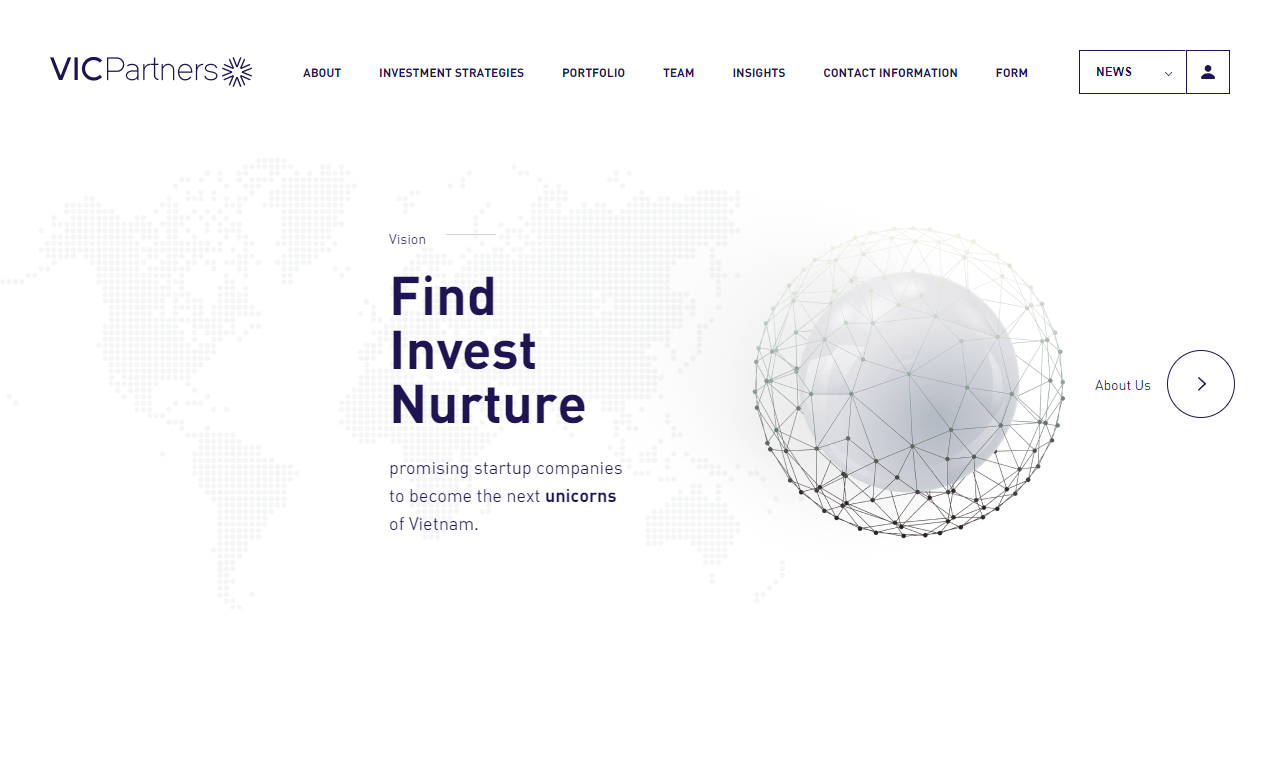 VICPartners
ABOUT
INVESTMENT STRATEGIES
PORTFOLIO
TEAM
INSIGHTS
CONTACT INFORMATION
FORM
NEWS
Vision
Find
Invest
Nurture
promising startup companies
to become the next unicorns
of Vietnam.
About Us